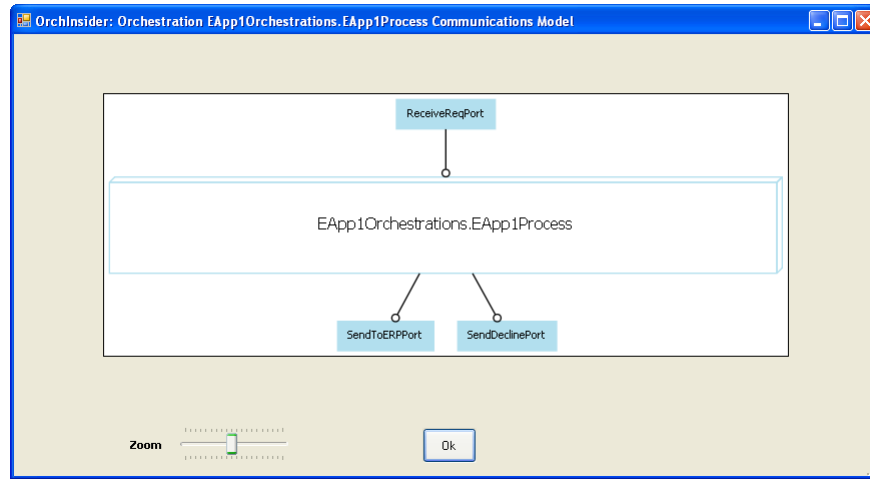 OrchInsider: Orchestration EApp1Orchestrations.EApp1Process Communications Model
ReceiveReqPort
EApp1Orchestrations.EApp1Process
SendToERPPort
SendDeclinePort
Zoom
Ok